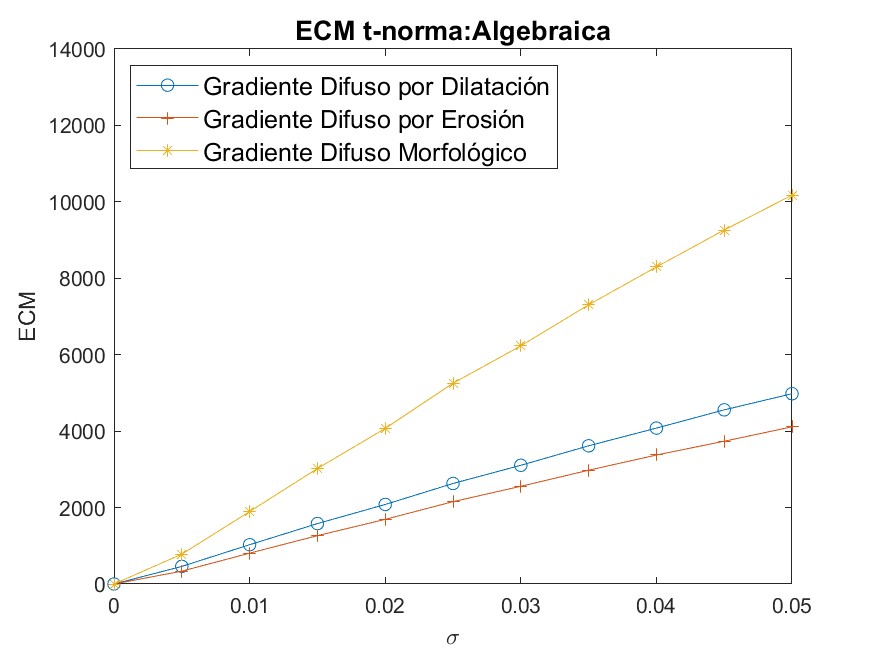 ECM t-norma:Algebraica
14000
12000
10000
8000
6000
4000
2000
0
ECM
Gradiente Difuso por Dilatación
Gradiente Difuso por Erosión
Gradiente Difuso Morfológico
0 0.01 0.02 0.03 0.04 0.05
σ